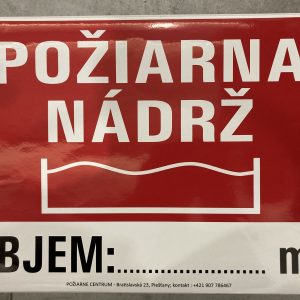 POŽIARNA
NÁDRŽ
BJEM:........................ m
POŽIARNE CENTRUM - Bratislavská 23, Piešťany; kontakt : +421 907 786467